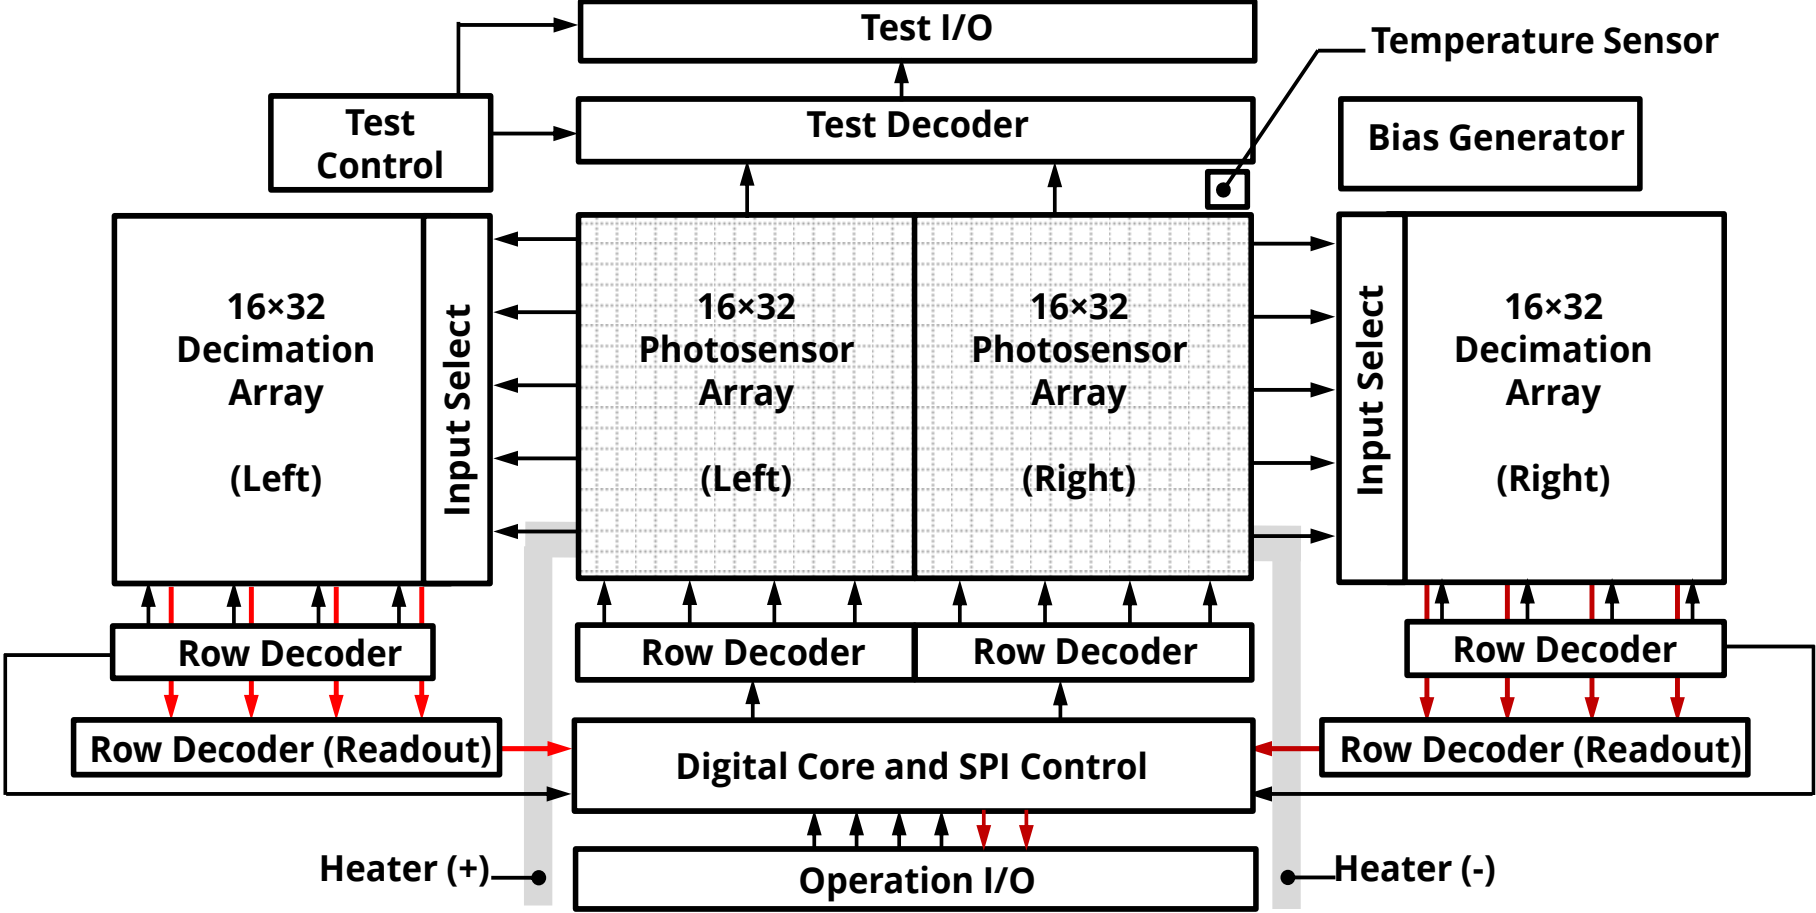 Test I/O
Temperature Sensor
Test
Control
Test Decoder
Bias Generator
16×32
Decimation
Array
(Left)
Input Select
16×32
Photosensor
Array
(Left)
16×32
Photosensor
Array
(Right)
Input Select
16×32
Decimation
Array
(Right)
Row Decoder
Row Decoder
Row Decoder
Row Decoder
Row Decoder (Readout)
Digital Core and SPI Control
Row Decoder (Readout)
Heater (+)
Operation I/O
Heater (-)